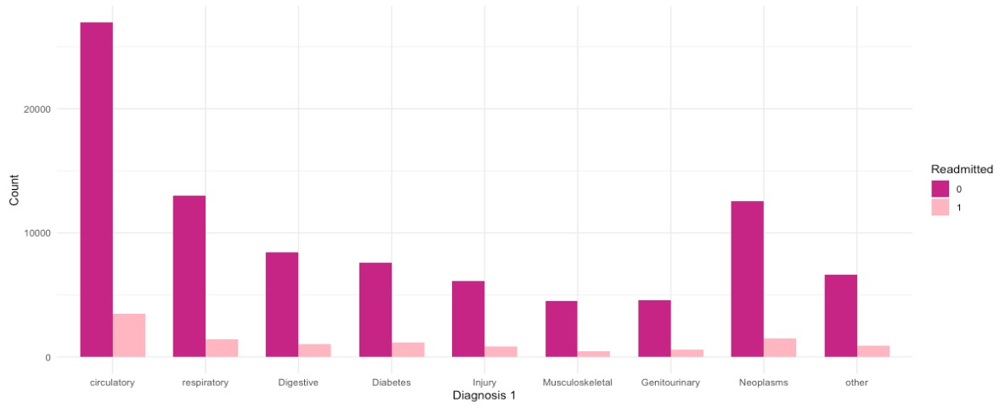 Count
20000
10000
0
circulatory respiratory Digestive Diabetes Injury Musculoskeletal Genitourinary Neoplasms other
Diagnosis 1
Readmitted
0
1